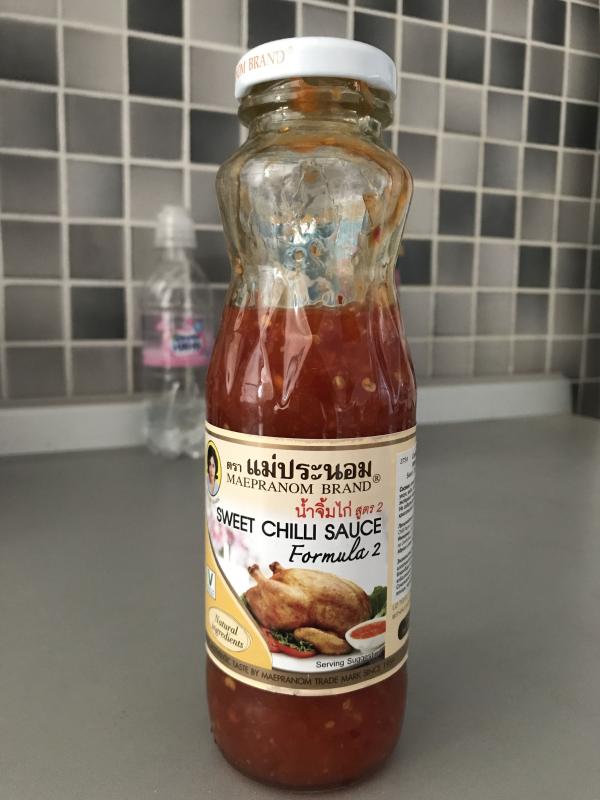 BRAND®
ตรา แม่ประนอม
MAEPRANOM BRAND®
น้ำจิ้มไก่ สูตร 2
SWEET CHILLI SAUCE
Formula 2
V
Natural
ingredients
Serving
TASTE BY MAEPRANOM TRADE MARK SINCE